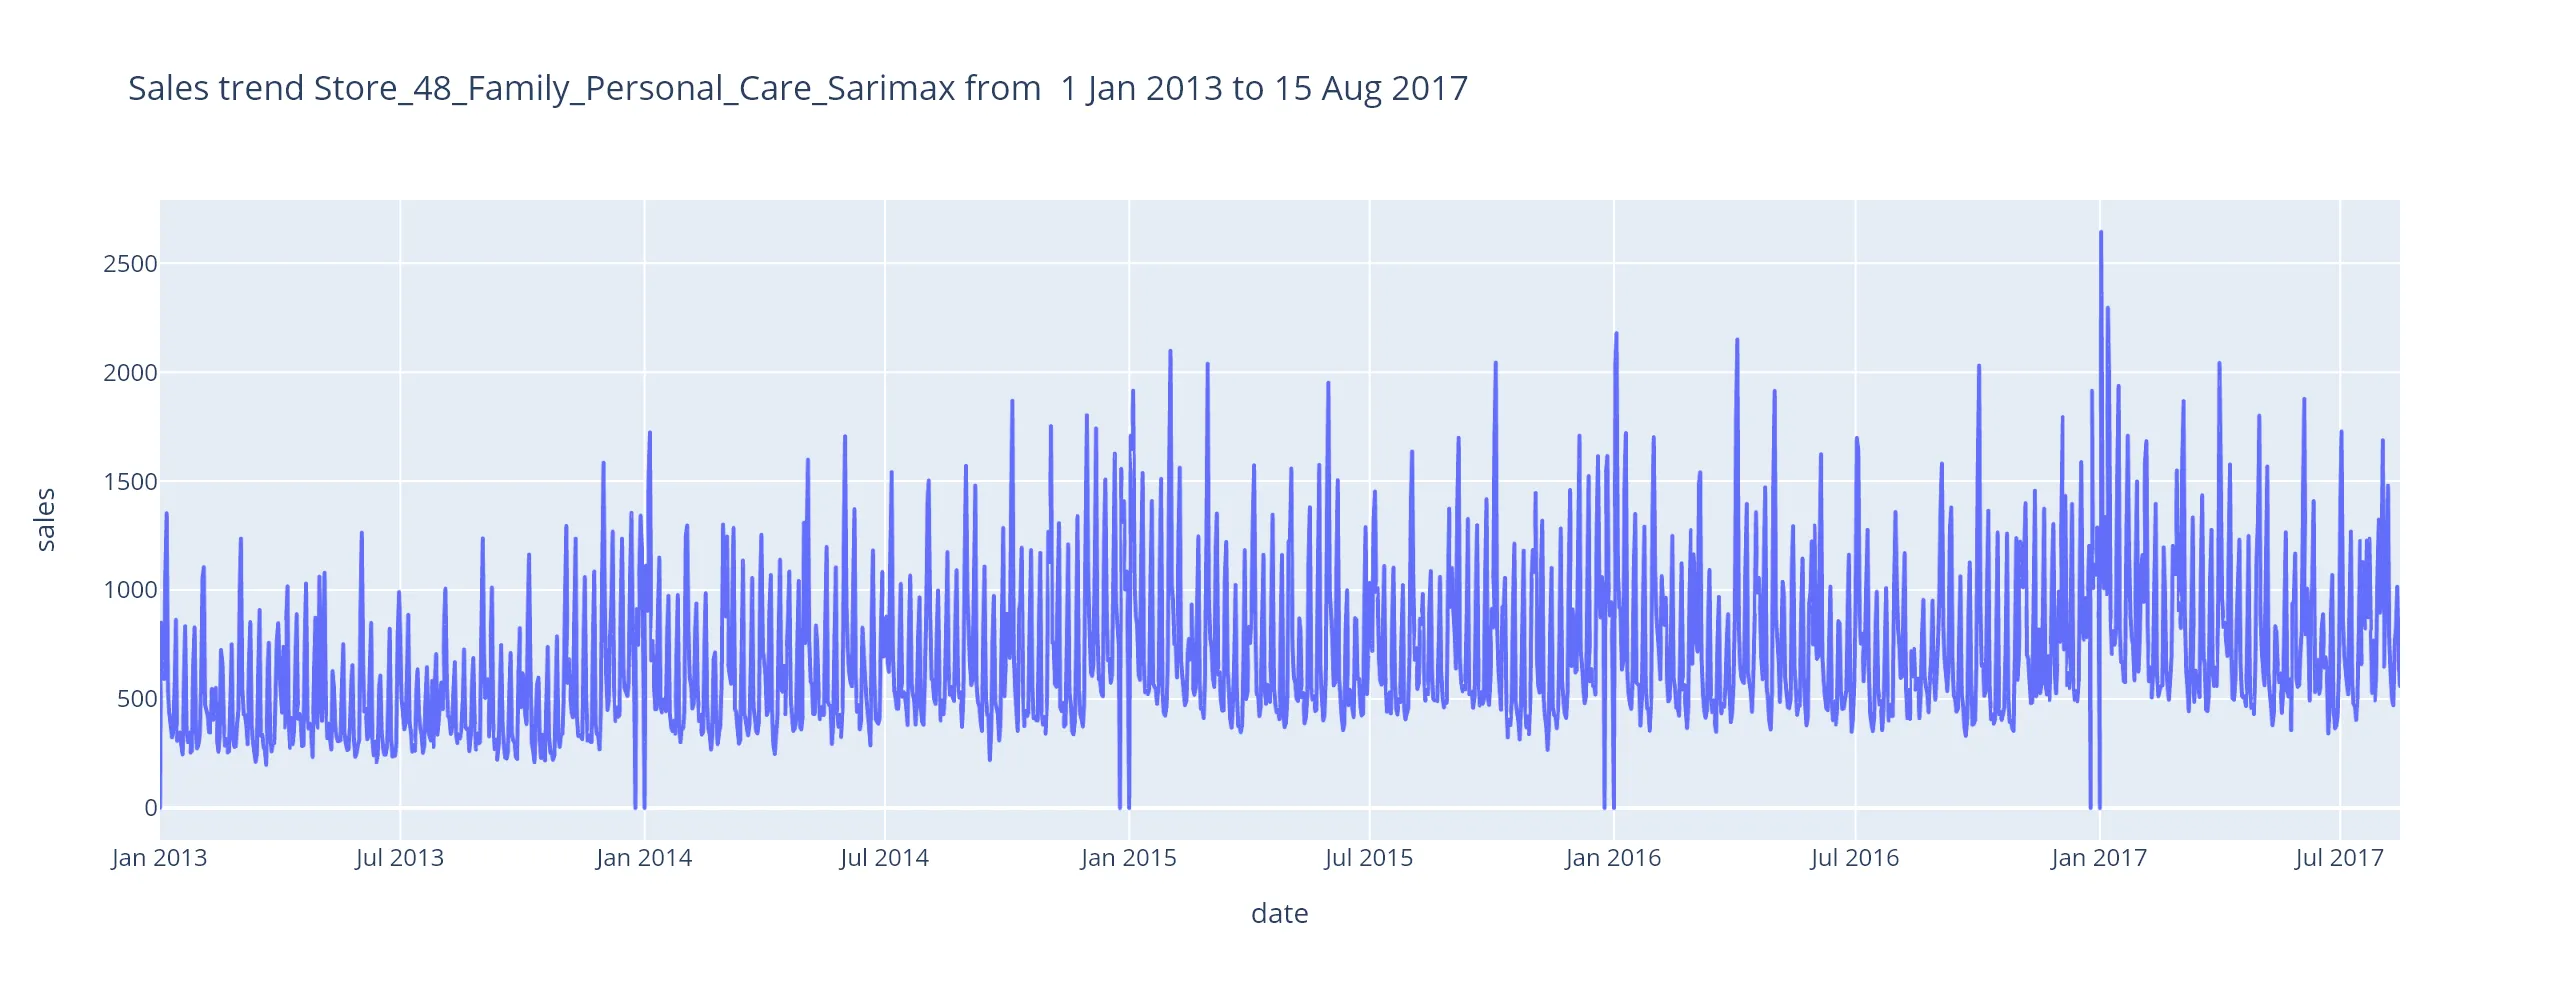 Sales trend Store_48_Family_Personal_Care_Sarimax from  1 Jan 2013 to 15 Aug 2017
sales
2500
2000
1500
1000
500
0
Jan 2013 Jul 2013 Jan 2014 Jul 2014 Jan 2015 Jul 2015 Jan 2016 Jul 2016 Jan 2017 Jul 2017
date